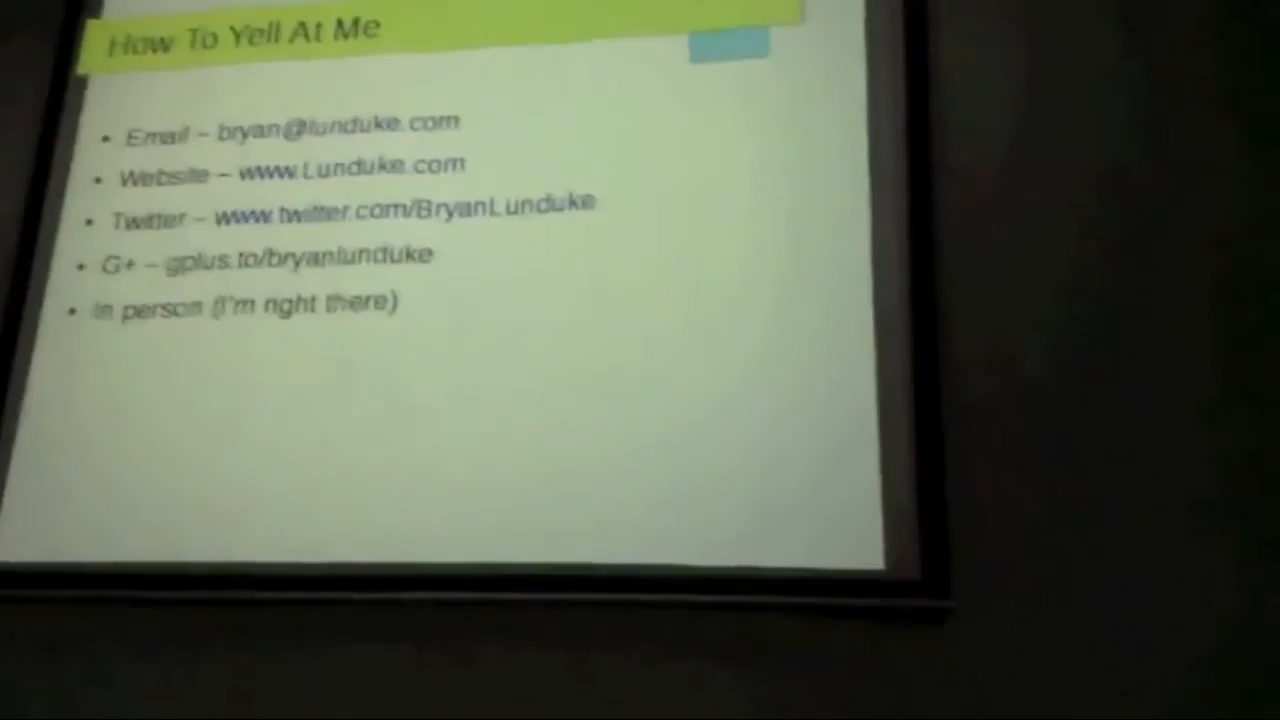 How To Yell At Me
• Email – bryan@lunduke.com
• Website – www.Lunduke.com
• Twitter – www.twitter.com/BryanLunduke
• G+ – gplus.to/bryanlunduke
• In person (I'm right there)